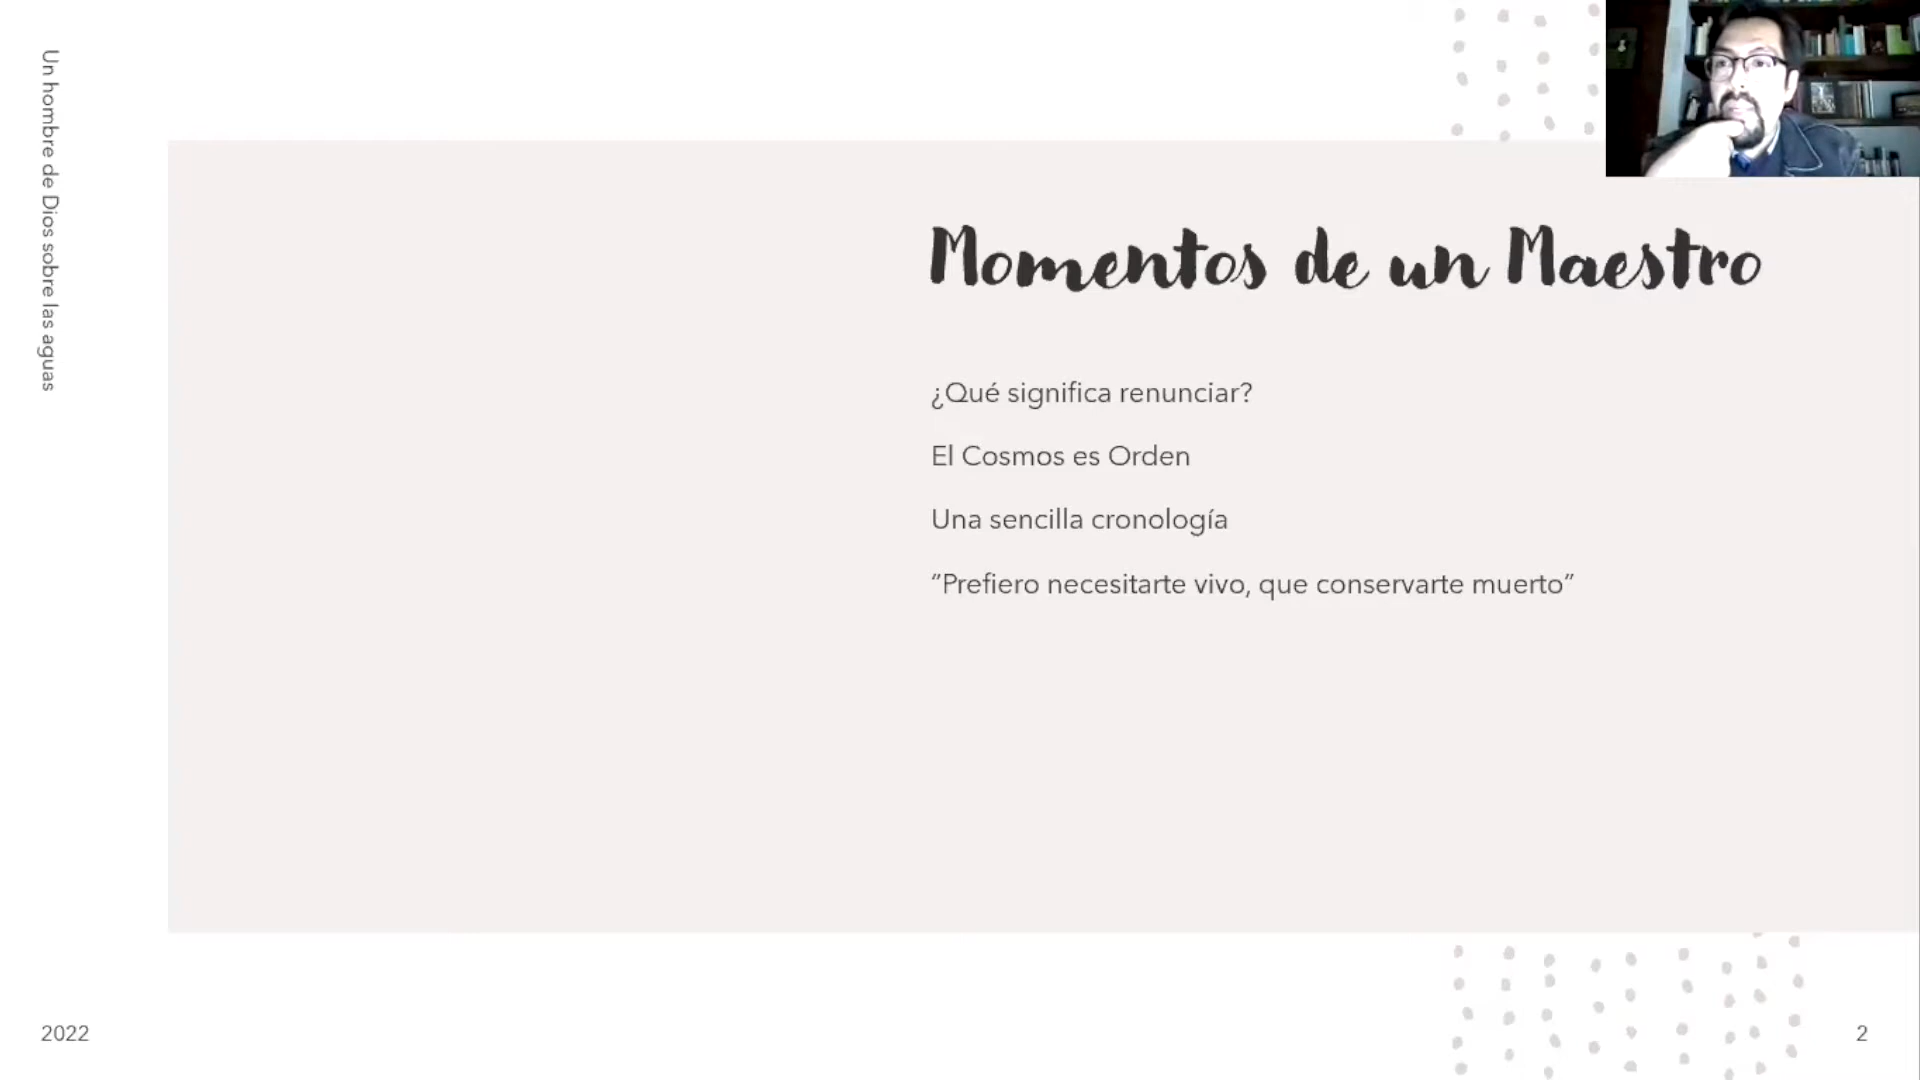 Un hombre de Dios sobre las aguas
Momentos de un Maestro
¿Qué significa renunciar?
El Cosmos es Orden
Una sencilla cronología
“Prefiero necesitarte vivo, que conservarte muerto”
2022
2